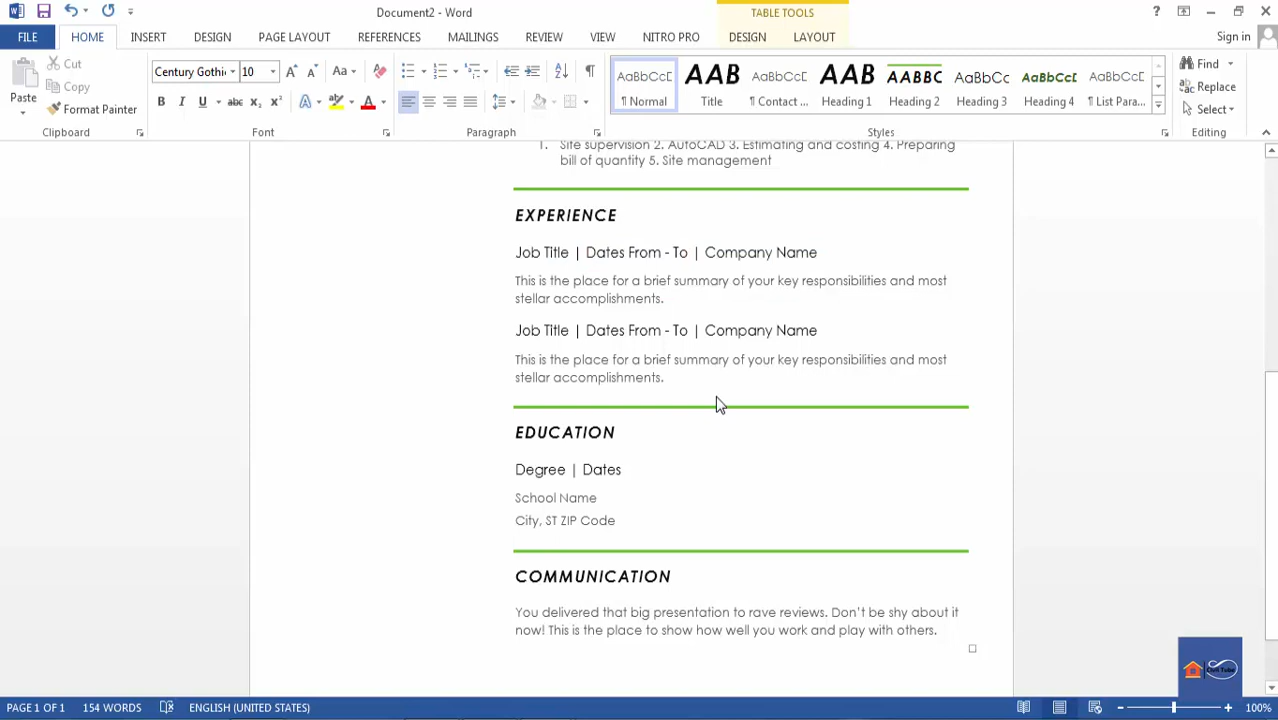 Document2 - Word
TABLE TOOLS
FILE HOME INSERT DESIGN PAGE LAYOUT REFERENCES MAILINGS REVIEW VIEW NITRO PRO DESIGN LAYOUT
Sign in
Cut
Copy
Format Painter
Paste
Clipboard
Century Gothi 10
Font
Paragraph
AaBbCcD AAB AaBbCcD AAB AABBC AaBbCc AaBbCcD AaBbCcD
¶ Normal Title ¶ Contact ... Heading 1 Heading 2 Heading 3 Heading 4 ¶ List Para...
Styles
Find
Replace
Select
Editing
1. Site supervision 2. AutoCAD 3. Estimating and costing 4. Preparing
bill of quantity 5. Site management
EXPERIENCE
Job Title | Dates From - To | Company Name
This is the place for a brief summary of your key responsibilities and most
stellar accomplishments.
Job Title | Dates From - To | Company Name
This is the place for a brief summary of your key responsibilities and most
stellar accomplishments.
EDUCATION
Degree | Dates
School Name
City, ST ZIP Code
COMMUNICATION
You delivered that big presentation to rave reviews. Don't be shy about it
now! This is the place to show how well you work and play with others.
Civil Tube
PAGE 1 OF 1 154 WORDS ENGLISH (UNITED STATES) 100%